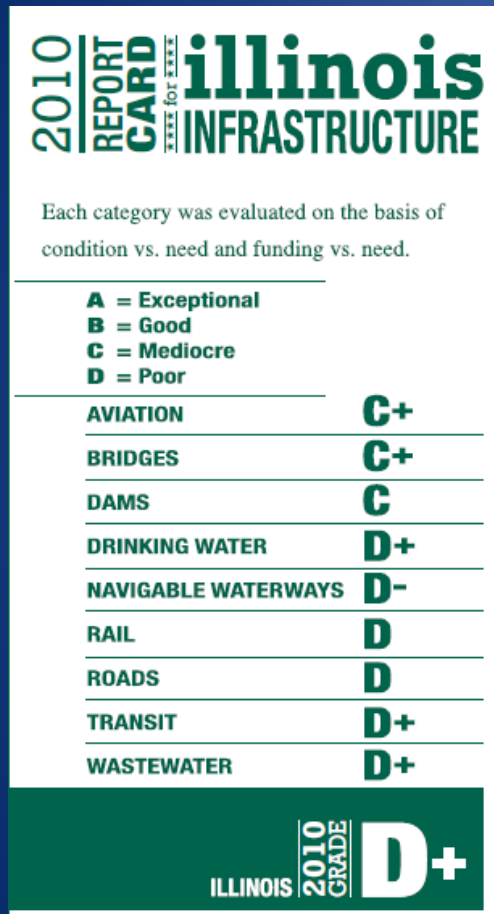 2010
REPORT
CARD
for
illinois
INFRASTRUCTURE
Each category was evaluated on the basis of
condition vs. need and funding vs. need.
A = Exceptional
B = Good
C = Mediocre
D = Poor
AVIATION C+
BRIDGES C+
DAMS C
DRINKING WATER D+
NAVIGABLE WATERWAYS D-
RAIL D
ROADS D
TRANSIT D+
WASTEWATER D+
ILLINOIS 2010 GRADE D+